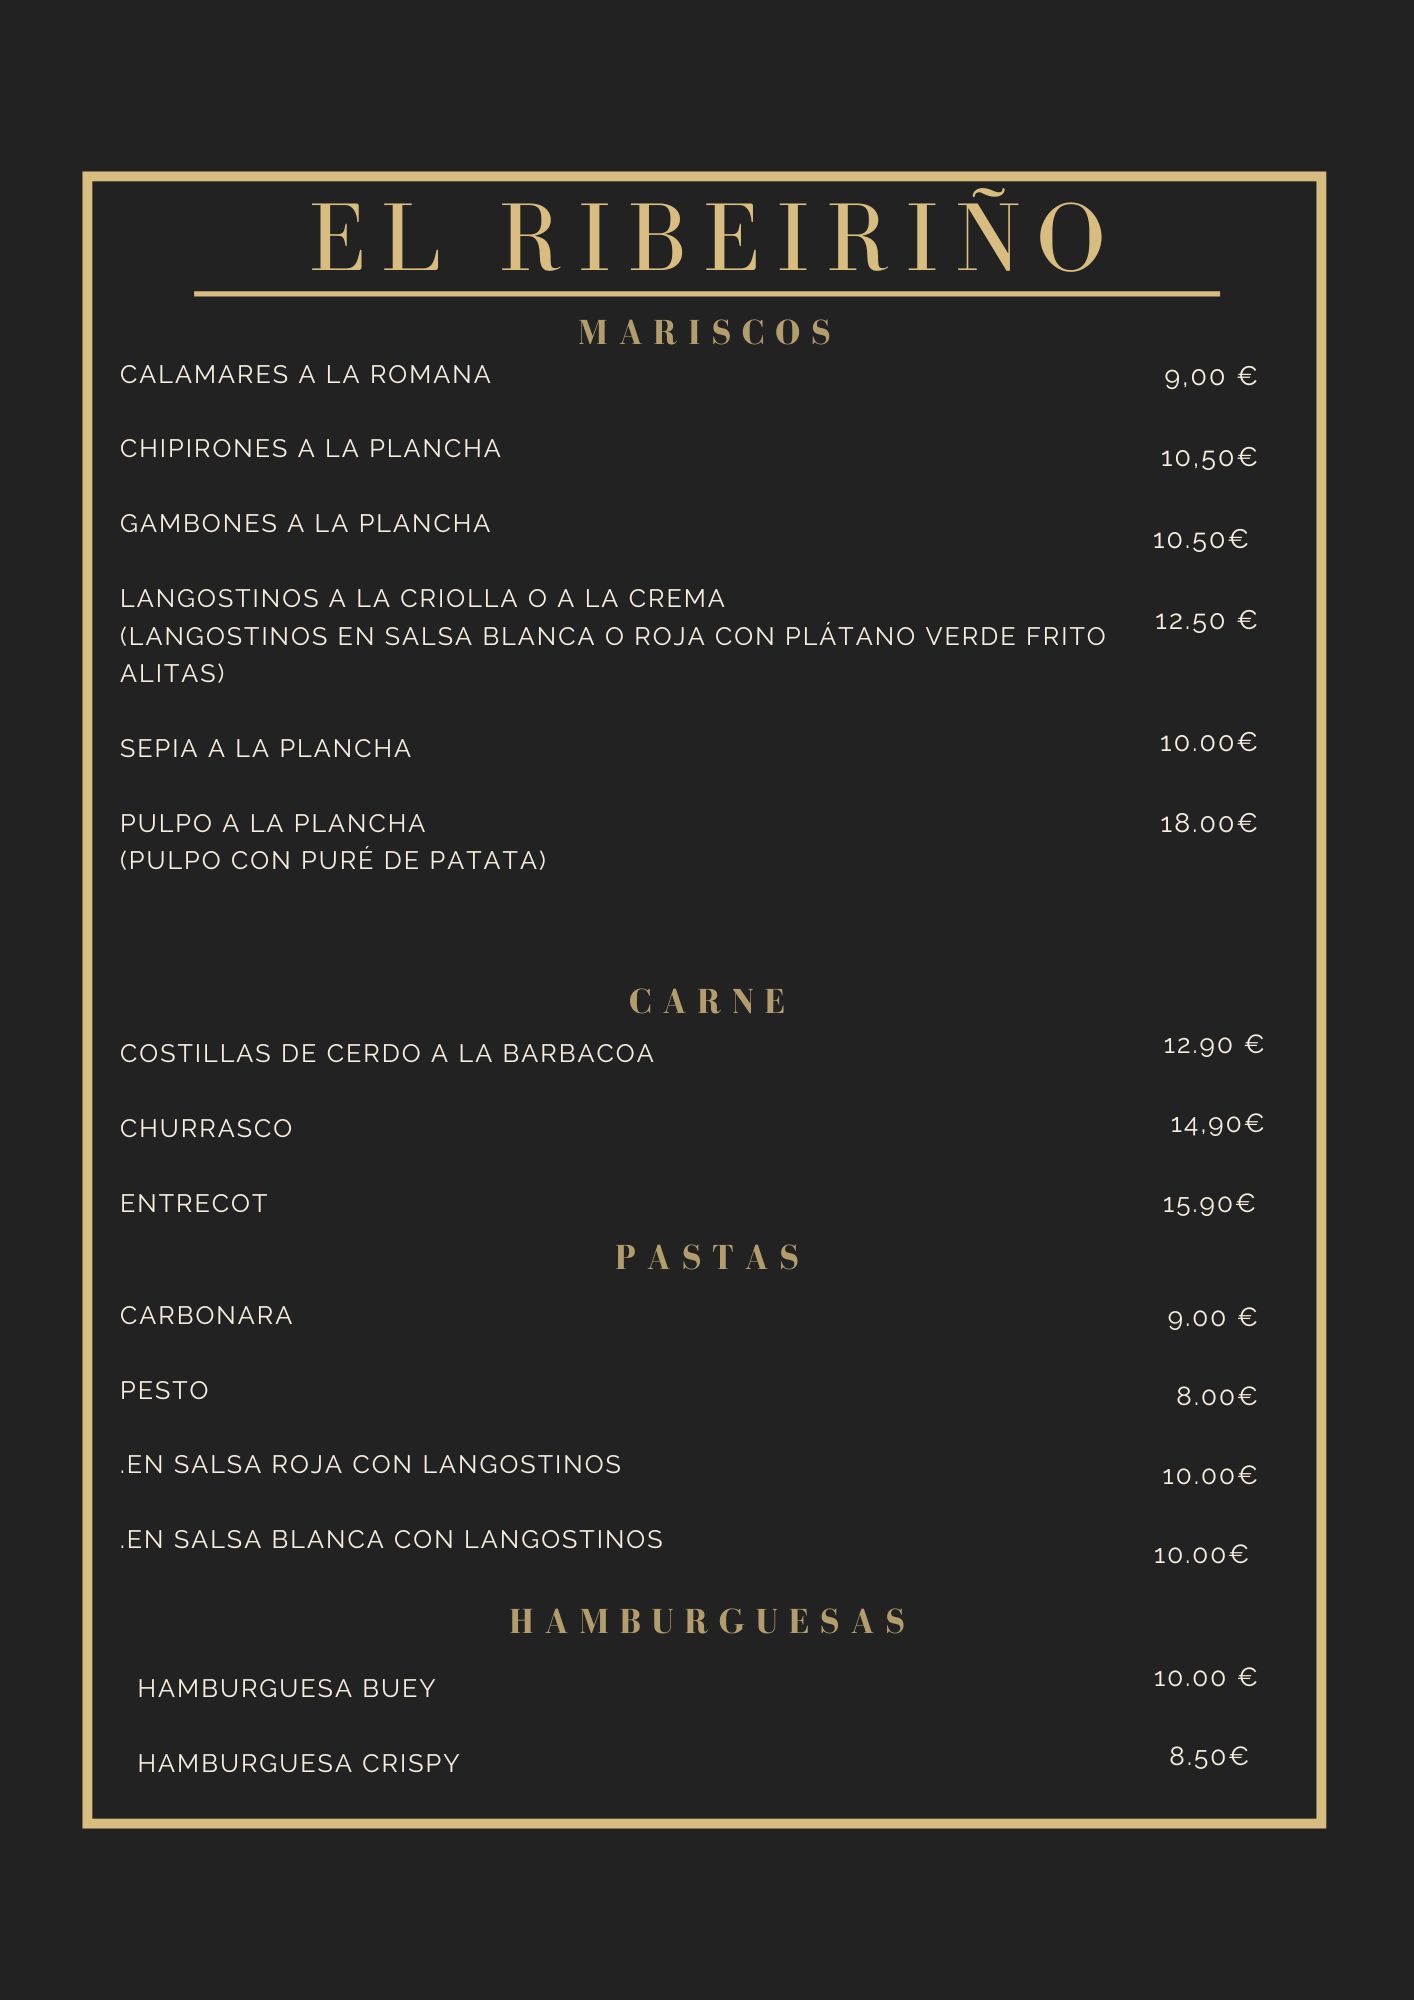 EL RIBEIRIÑO
MARISCOS
CALAMARES A LA ROMANA 9,00 €
CHIPIRONES A LA PLANCHA 10,50€
GAMBONES A LA PLANCHA 10.50€
LANGOSTINOS A LA CRIOLLA O A LA CREMA 12.50 €
(LANGOSTINOS EN SALSA BLANCA O ROJA CON PLÁTANO VERDE FRITO
ALITAS)
SEPIA A LA PLANCHA 10.00€
PULPO A LA PLANCHA 18.00€
(PULPO CON PURÉ DE PATATA)
CARNE
COSTILLAS DE CERDO A LA BARBACOA 12.90 €
CHURRASCO 14,90€
ENTRECOT 15.90€
PASTAS
CARBONARA 9.00 €
PESTO 8.00€
.EN SALSA ROJA CON LANGOSTINOS 10.00€
.EN SALSA BLANCA CON LANGOSTINOS 10.00€
HAMBURGUESAS
HAMBURGUESA BUEY 10.00 €
HAMBURGUESA CRISPY 8.50€